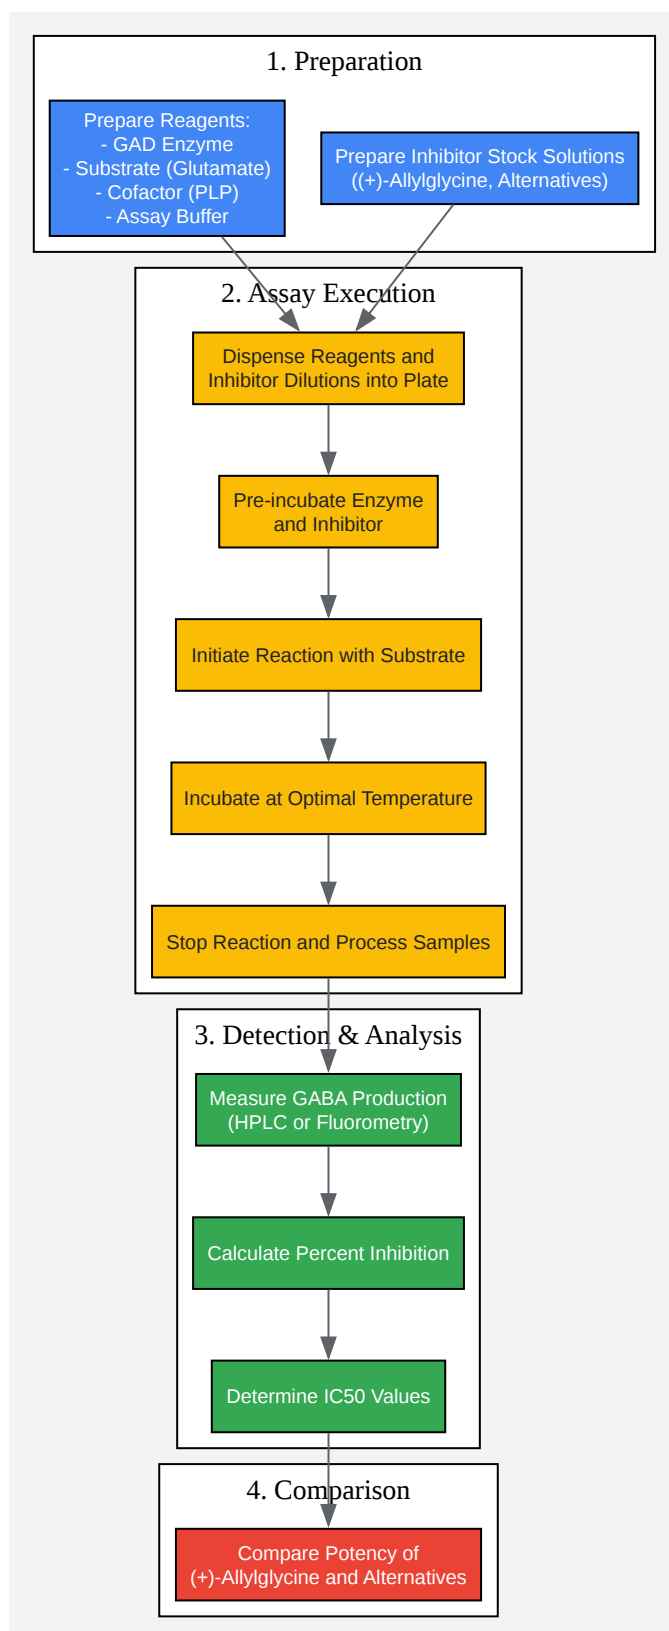 1. Preparation
Prepare Reagents:
- GAD Enzyme
- Substrate (Glutamate)
- Cofactor (PLP)
- Assay Buffer
Prepare Inhibitor Stock Solutions
((+)-Allylglycine, Alternatives)
2. Assay Execution
Dispense Reagents and
Inhibitor Dilutions into Plate
Pre-incubate Enzyme
and Inhibitor
Initiate Reaction with Substrate
Incubate at Optimal Temperature
Stop Reaction and Process Samples
3. Detection & Analysis
Measure GABA Production
(HPLC or Fluorometry)
Calculate Percent Inhibition
Determine IC50 Values
4. Comparison
Compare Potency of
(+)-Allylglycine and Alternatives